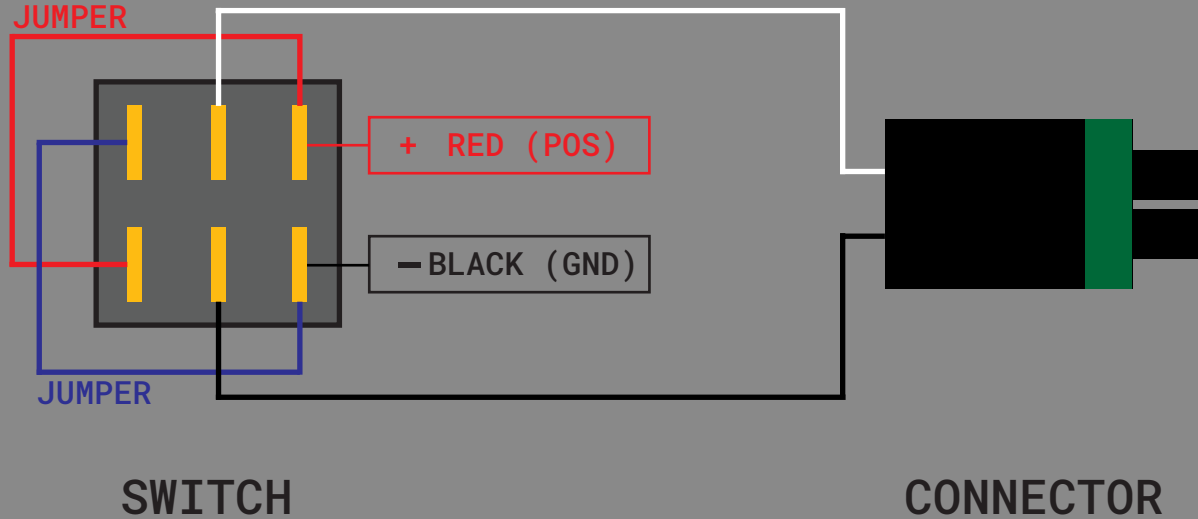 JUMPER
+ RED (POS)
– BLACK (GND)
JUMPER
SWITCH
CONNECTOR